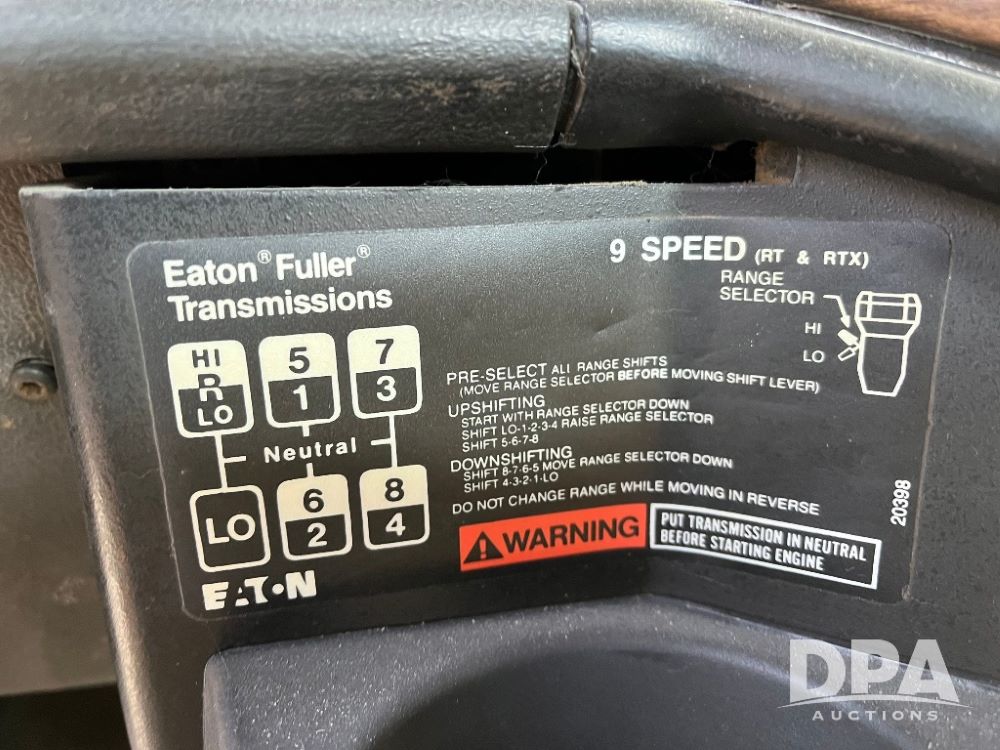 Eaton® Fuller®
Transmissions
9 SPEED (RT & RTX)
RANGE
SELECTOR
HI
LO
HI
R
LO
5
1
7
3
Neutral
LO
6
2
8
4
PRE-SELECT ALL RANGE SHIFTS
(MOVE RANGE SELECTOR BEFORE MOVING SHIFT LEVER)
UPSHIFTING
START WITH RANGE SELECTOR DOWN
SHIFT LO-1-2-3-4 RAISE RANGE SELECTOR
SHIFT 5-6-7-8
DOWNSHIFTING
SHIFT 8-7-6-5 MOVE RANGE SELECTOR DOWN
SHIFT 4-3-2-1-LO
DO NOT CHANGE RANGE WHILE MOVING IN REVERSE
WARNING
PUT TRANSMISSION IN NEUTRAL
BEFORE STARTING ENGINE
20398
EATON
DPA
AUCTIONS